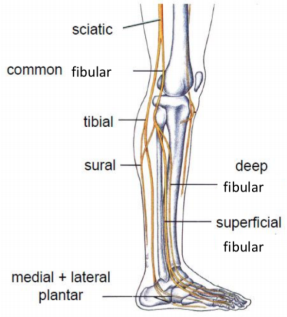 sciatic
common fibular
tibial
sural
deep
fibular
superficial
fibular
medial + lateral
plantar